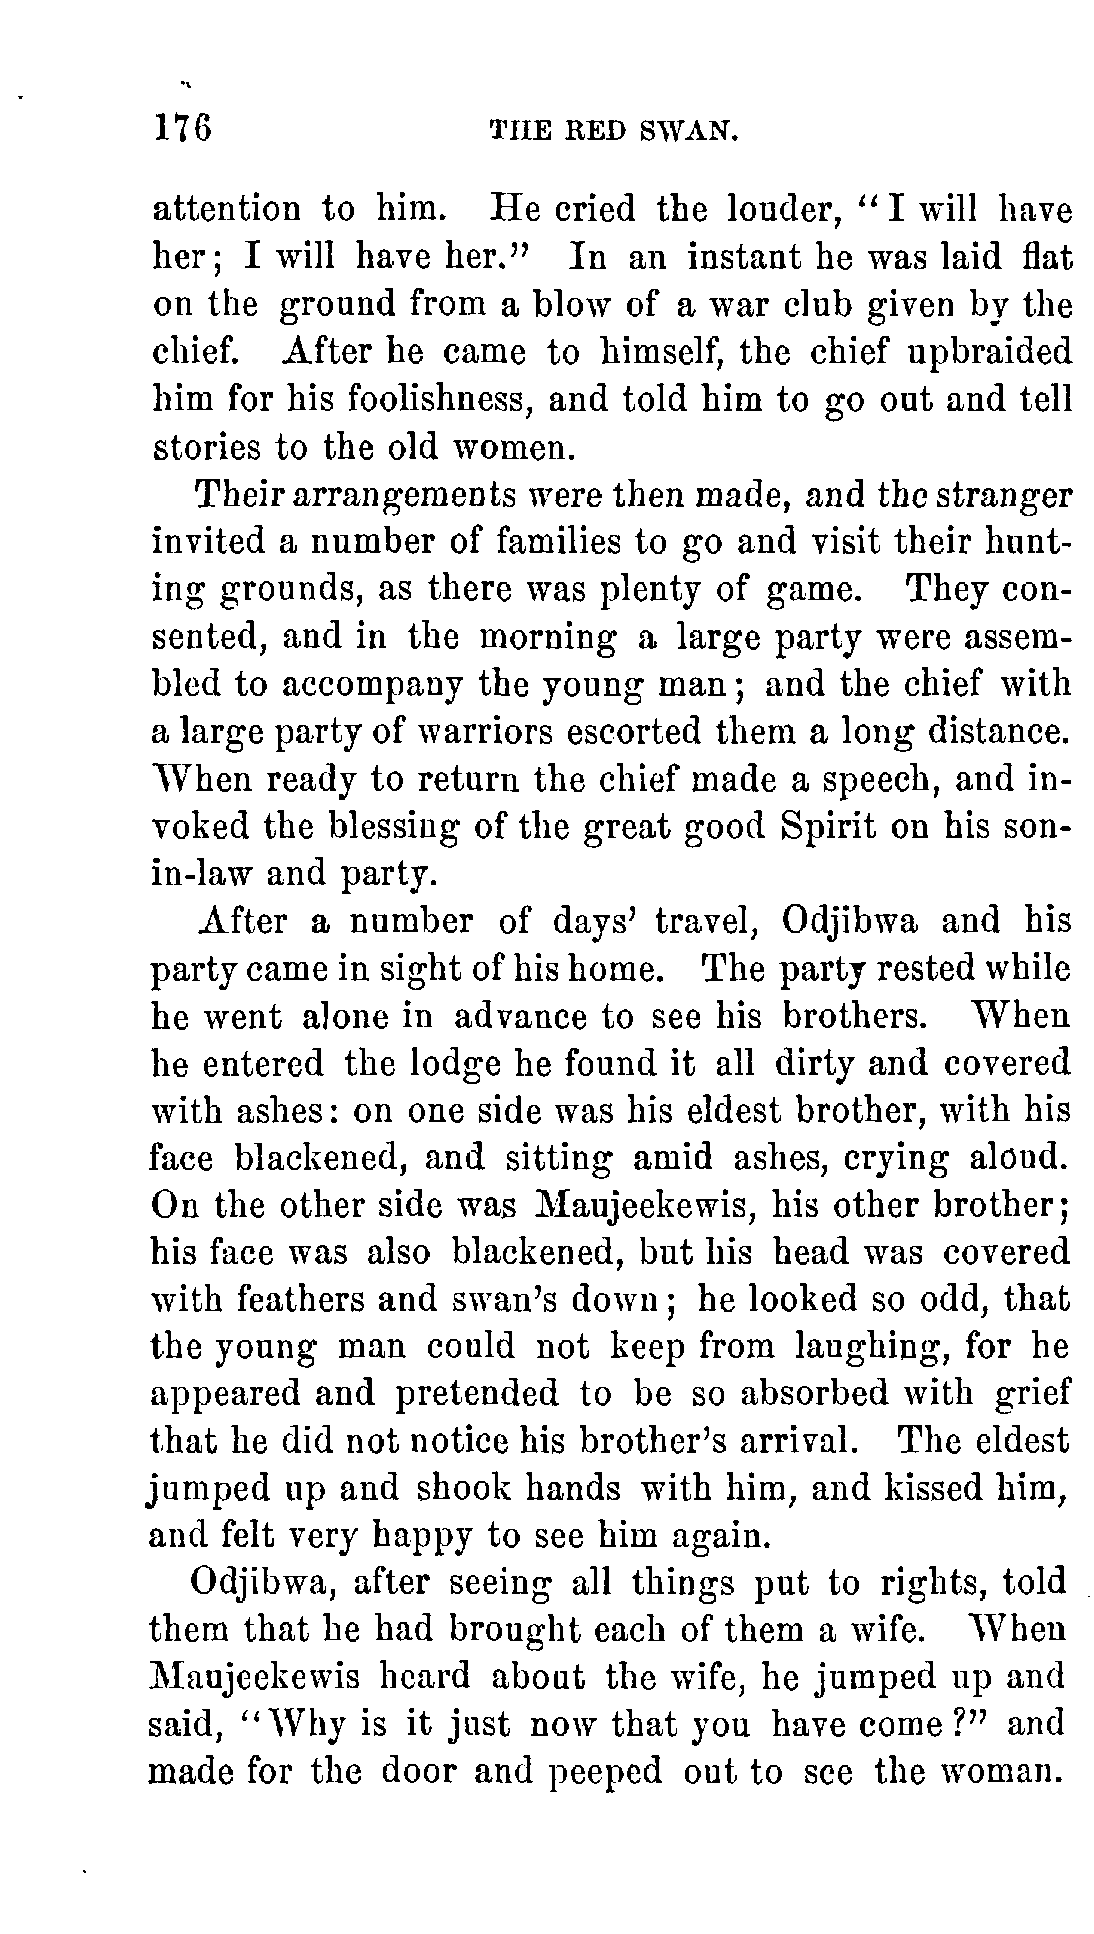 176 THE RED SWAN.
attention to him. He cried the louder, “I will have
her; I will have her.” In an instant he was laid flat
on the ground from a blow of a war club given by the
chief. After he came to himself, the chief upbraided
him for his foolishness, and told him to go out and tell
stories to the old women.
Their arrangements were then made, and the stranger
invited a number of families to go and visit their hunt-
ing grounds, as there was plenty of game. They con-
sented, and in the morning a large party were assem-
bled to accompany the young man; and the chief with
a large party of warriors escorted them a long distance.
When ready to return the chief made a speech, and in-
voked the blessing of the great good Spirit on his son-
in-law and party.
After a number of days’ travel, Odjibwa and his
party came in sight of his home. The party rested while
he went alone in advance to see his brothers. When
he entered the lodge he found it all dirty and covered
with ashes: on one side was his eldest brother, with his
face blackened, and sitting amid ashes, crying aloud.
On the other side was Maujeekewis, his other brother;
his face was also blackened, but his head was covered
with feathers and swan’s down; he looked so odd, that
the young man could not keep from laughing, for he
appeared and pretended to be so absorbed with grief
that he did not notice his brother’s arrival. The eldest
jumped up and shook hands with him, and kissed him,
and felt very happy to see him again.
Odjibwa, after seeing all things put to rights, told
them that he had brought each of them a wife. When
Maujeekewis heard about the wife, he jumped up and
said, “Why is it just now that you have come?” and
made for the door and peeped out to see the woman.